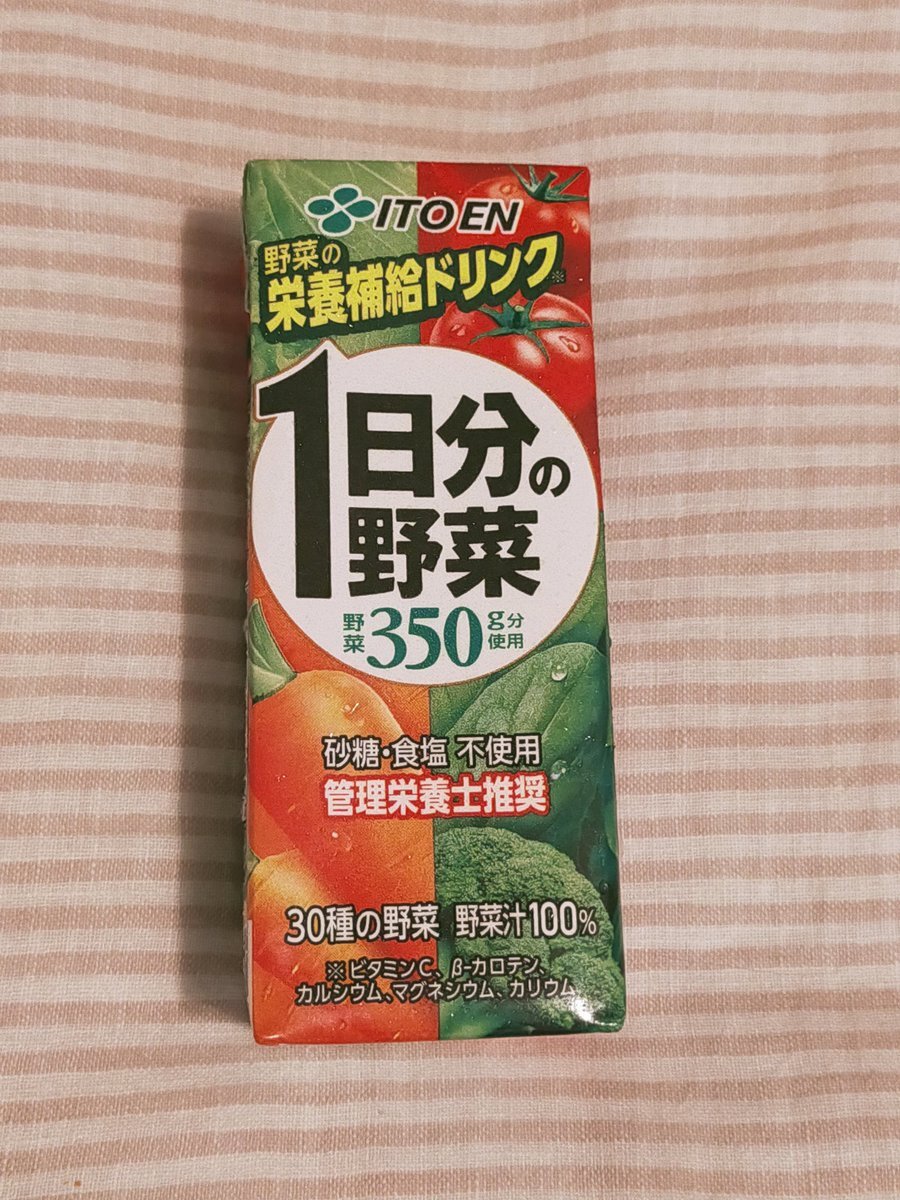 ITO EN
野菜の
栄養補給ドリンク※
1日分の
野菜
野菜350g分使用
砂糖・食塩 不使用
管理栄養士推奨
30種の野菜 野菜汁100%
※ビタミンC、β-カロテン、
カルシウム、マグネシウム、カリウム